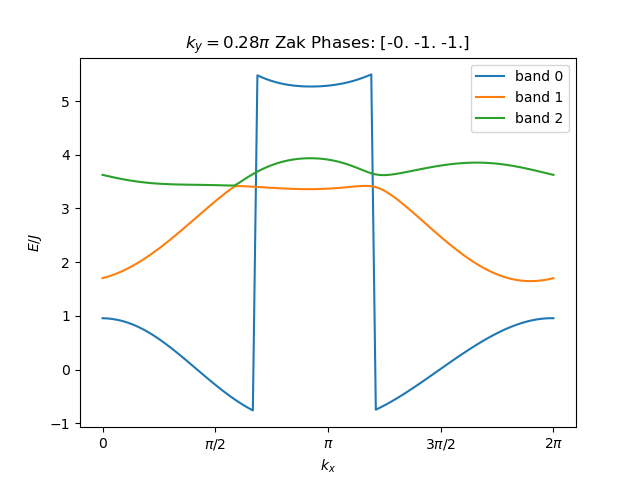 k_y = 0.28π Zak Phases: [-0. -1. -1.]
band 0
band 1
band 2
5
4
3
2
1
0
−1
E/J
0
π/2
π
3π/2
2π
k_x